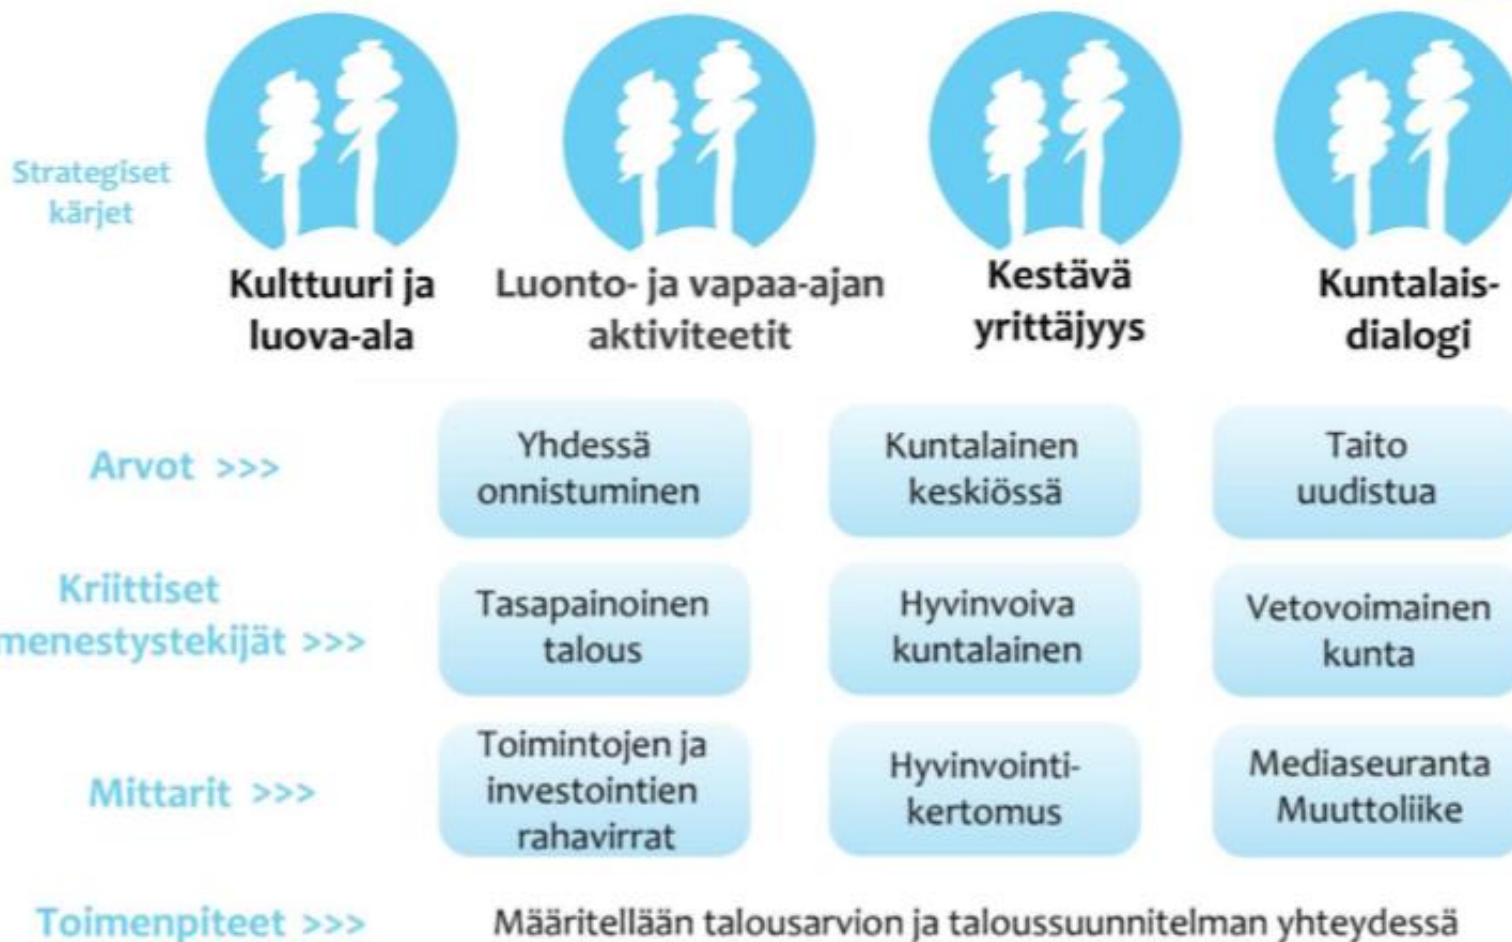 Strategiset
kärjet
Kulttuuri ja
luova-ala
Luonto- ja vapaa-ajan
aktiviteetit
Kestävä
yrittäjyys
Kuntalais-
dialogi
Arvot >>>
Yhdessä
onnistuminen
Kuntalainen
keskiössä
Taito
uudistua
Kriittiset
menestystekijät >>>
Tasapainoinen
talous
Hyvinvoiva
kuntalainen
Vetovoimainen
kunta
Mittarit >>>
Toimintojen ja
investointien
rahavirrat
Hyvinvointi-
kertomus
Mediaseuranta
Muuttoliike
Toimenpiteet >>>
Määritellään talousarvion ja taloussuunnitelman yhteydessä